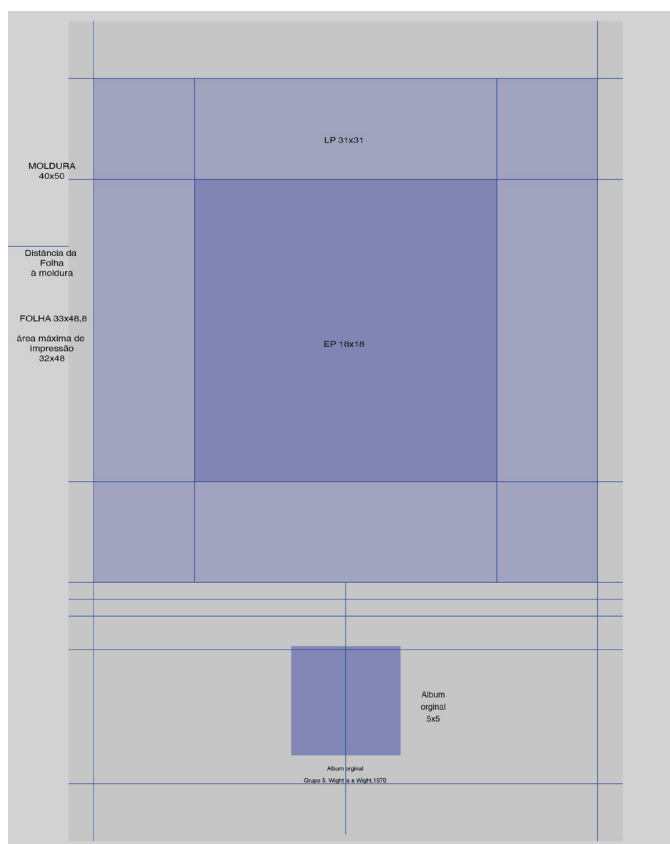 LP 31x31
MOLDURA
40x50
Distância da
Folha
à moldura
FOLHA 33x48,8
área máxima de
impressão
32x48
EP 18x18
Album
orginal
5x5
Album orginal
Grupo 5. Wight is a Wight,1970